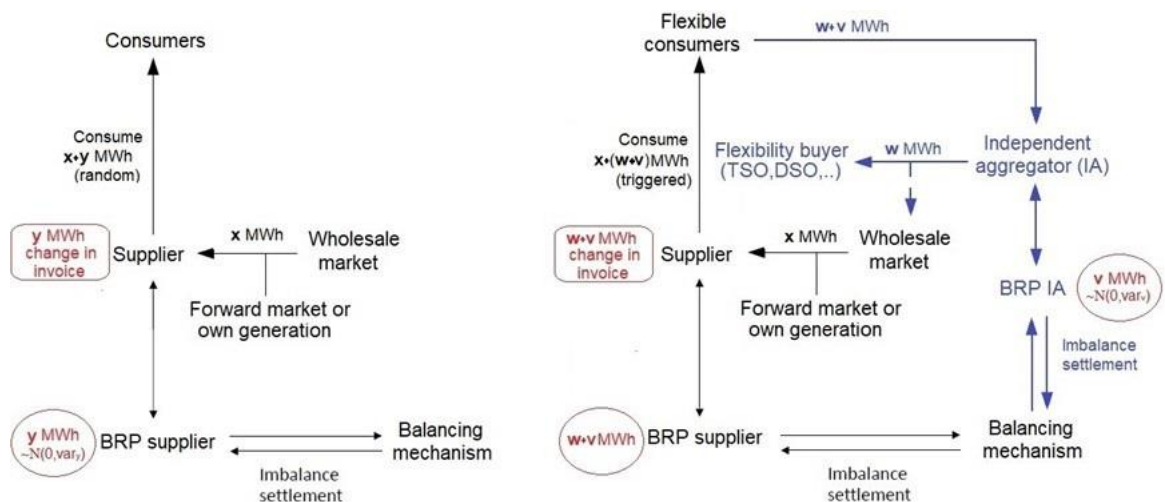 Consumers
Consume
x+y MWh
(random)
y MWh
change in
invoice
Supplier
x MWh
Wholesale
market
Forward market or
own generation
y MWh
~N(0,varᵧ)
BRP supplier
Balancing
mechanism
Imbalance
settlement
Flexible
consumers
w+v MWh
Consume
x+(w+v)MWh
(triggered)
Flexibility buyer
(TSO,DSO,..)
w MWh
Independent
aggregator (IA)
w+v MWh
change in
invoice
Supplier
x MWh
Wholesale
market
Forward market or
own generation
BRP IA
v MWh
~N(0,varᵥ)
Imbalance
settlement
w+v MWh
BRP supplier
Balancing
mechanism
Imbalance
settlement